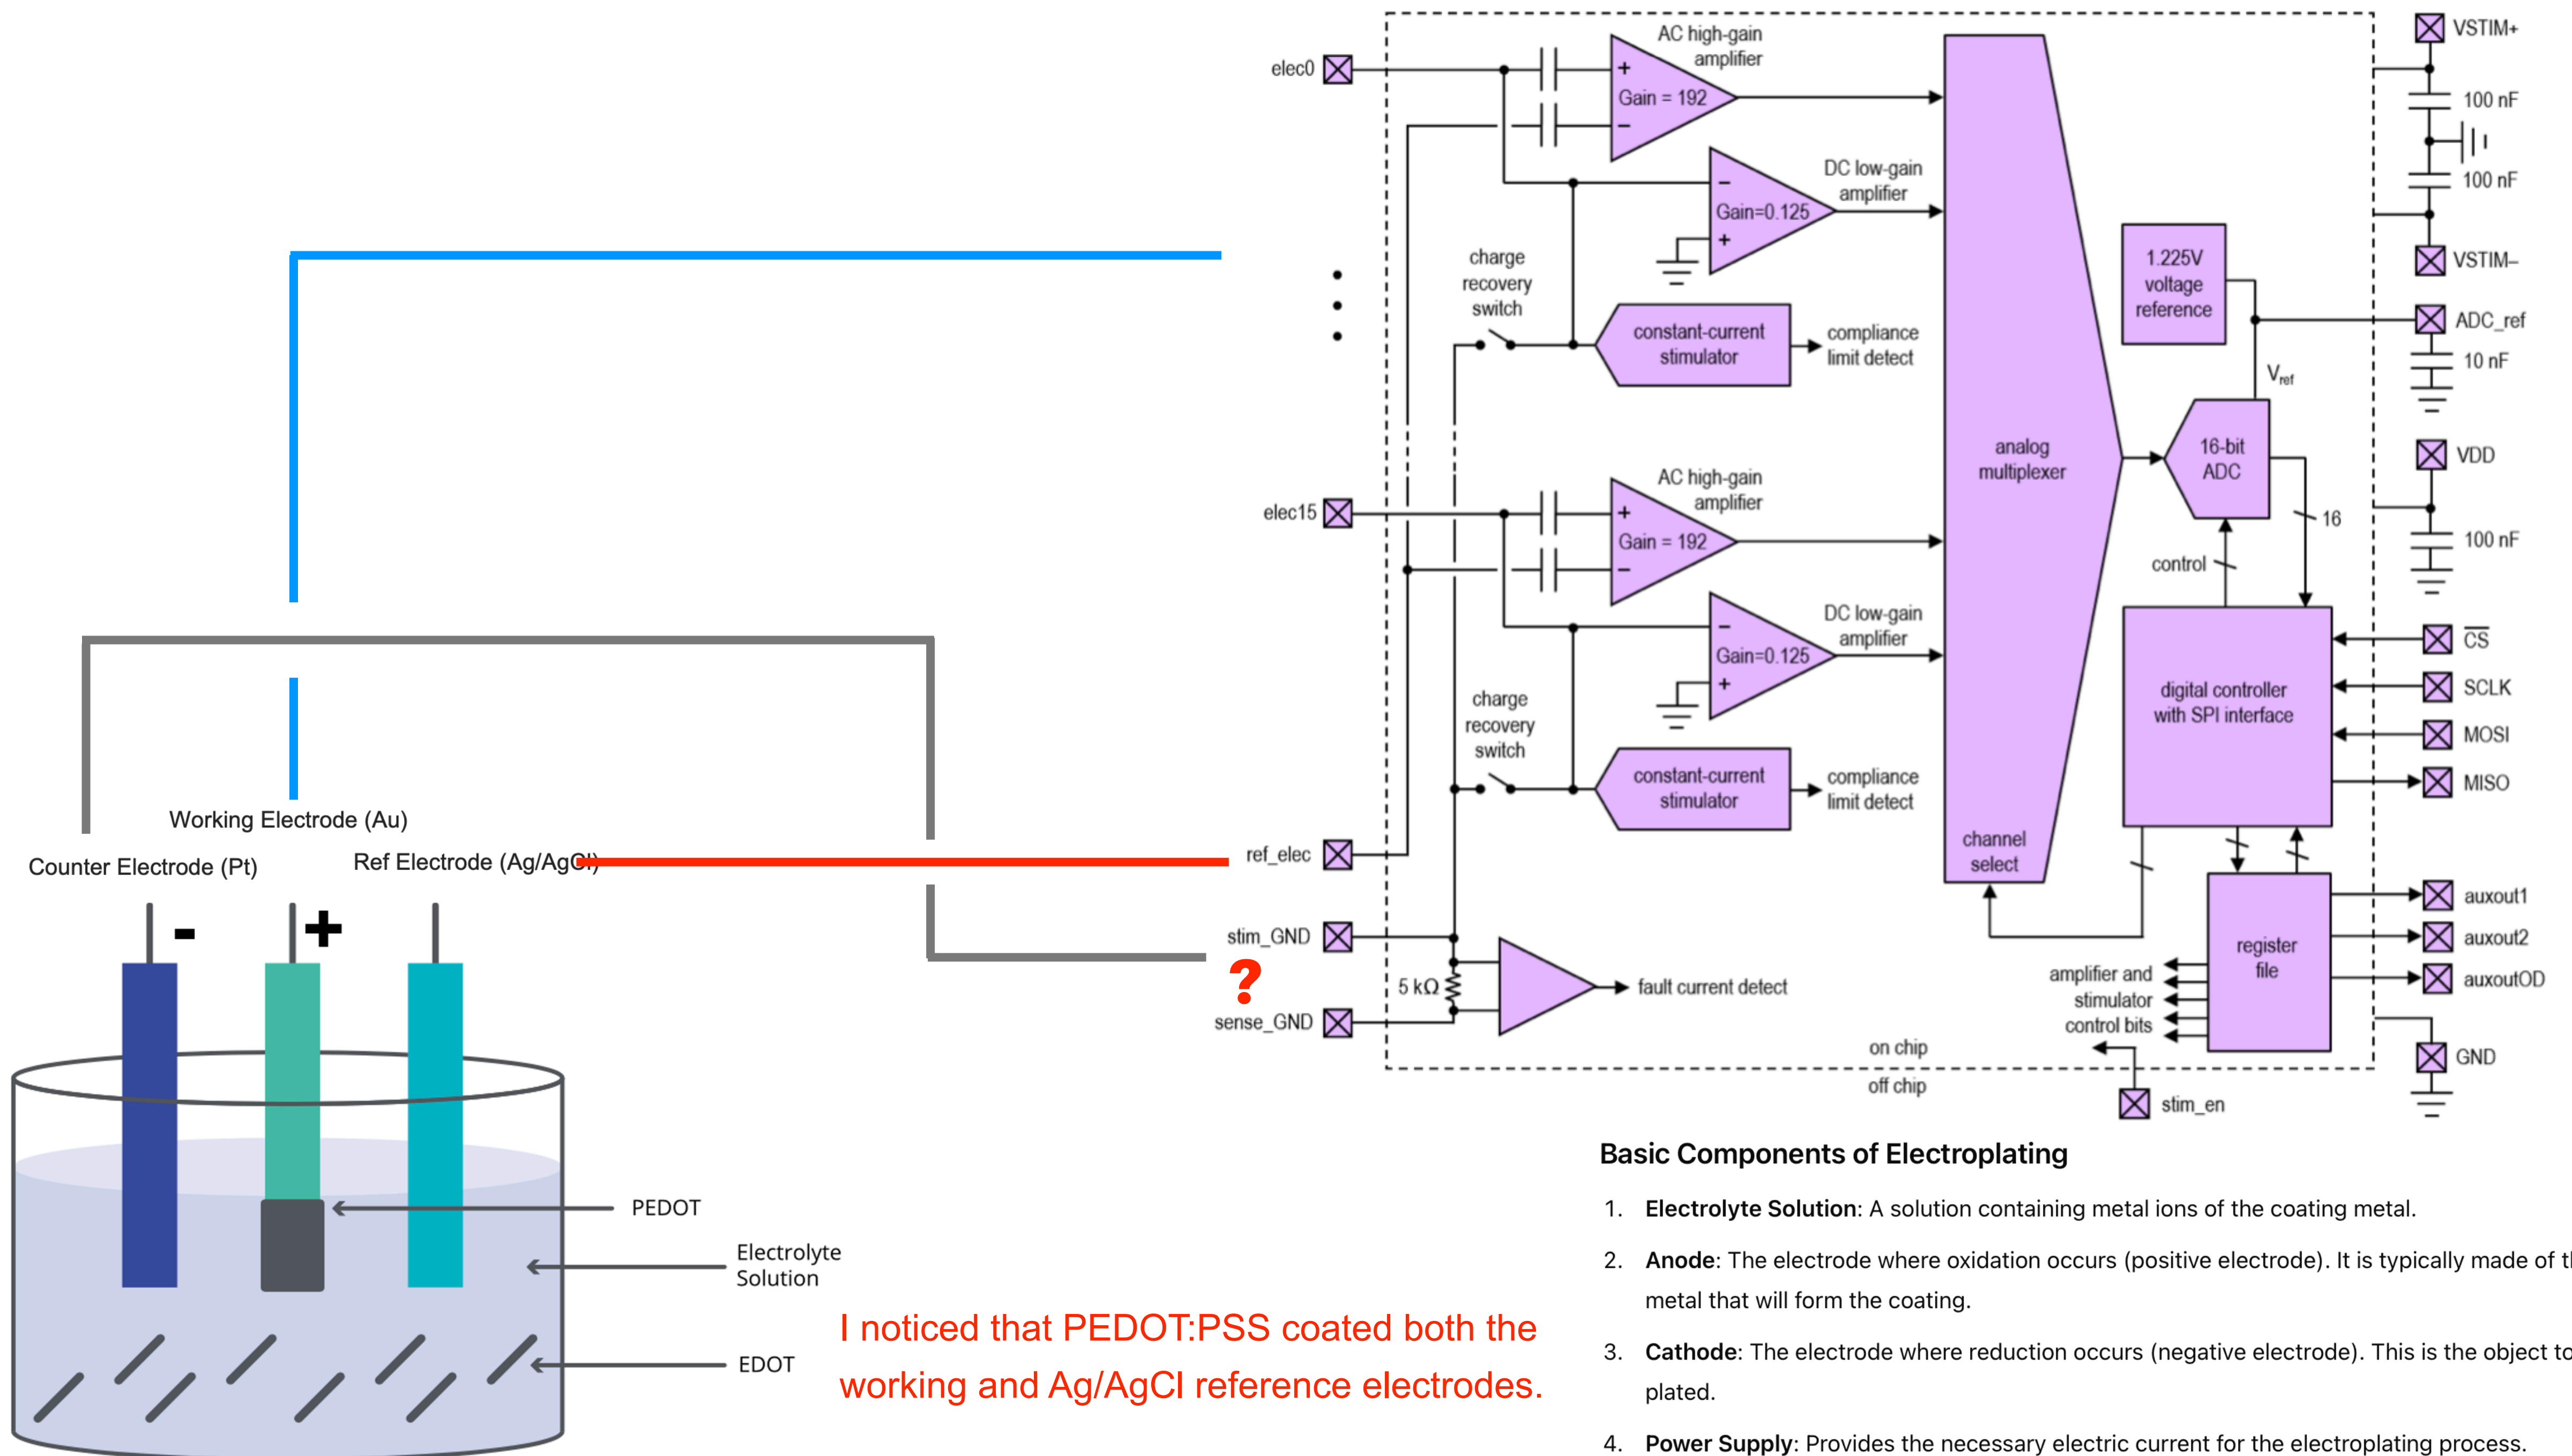 elec0
AC high-gain
amplifier
+
Gain = 192
−
DC low-gain
amplifier
−
Gain=0.125
+
charge
recovery
switch
constant-current
stimulator
compliance
limit detect
elec15
AC high-gain
amplifier
+
Gain = 192
−
DC low-gain
amplifier
−
Gain=0.125
+
charge
recovery
switch
constant-current
stimulator
compliance
limit detect
ref_elec
stim_GND
?
sense_GND
5 kΩ
fault current detect
analog
multiplexer
channel
select
1.225V
voltage
reference
Vref
16-bit
ADC
16
control
digital controller
with SPI interface
register
file
amplifier and
stimulator
control bits
on chip
off chip
stim_en
VSTIM+
100 nF
100 nF
VSTIM–
ADC_ref
10 nF
VDD
100 nF
CS
SCLK
MOSI
MISO
auxout1
auxout2
auxoutOD
GND
Working Electrode (Au)
Counter Electrode (Pt)
Ref Electrode (Ag/AgCl)
-
+
PEDOT
Electrolyte
Solution
EDOT
I noticed that PEDOT:PSS coated both the
working and Ag/AgCl reference electrodes.
Basic Components of Electroplating
1. Electrolyte Solution: A solution containing metal ions of the coating metal.
2. Anode: The electrode where oxidation occurs (positive electrode). It is typically made of
metal that will form the coating.
3. Cathode: The electrode where reduction occurs (negative electrode). This is the object to
plated.
4. Power Supply: Provides the necessary electric current for the electroplating process.